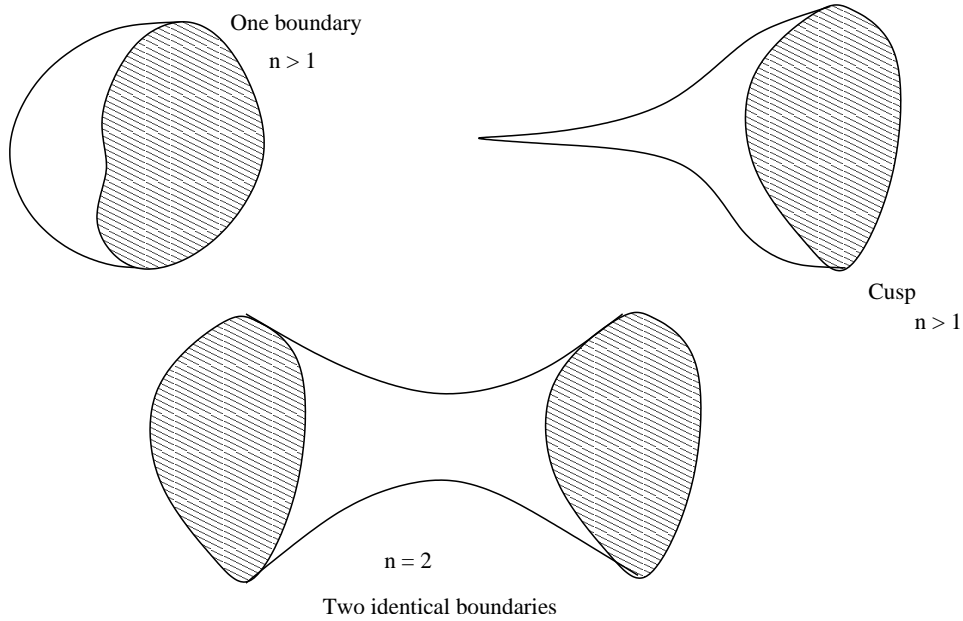 One boundary
n > 1
Cusp
n > 1
n = 2
Two identical boundaries